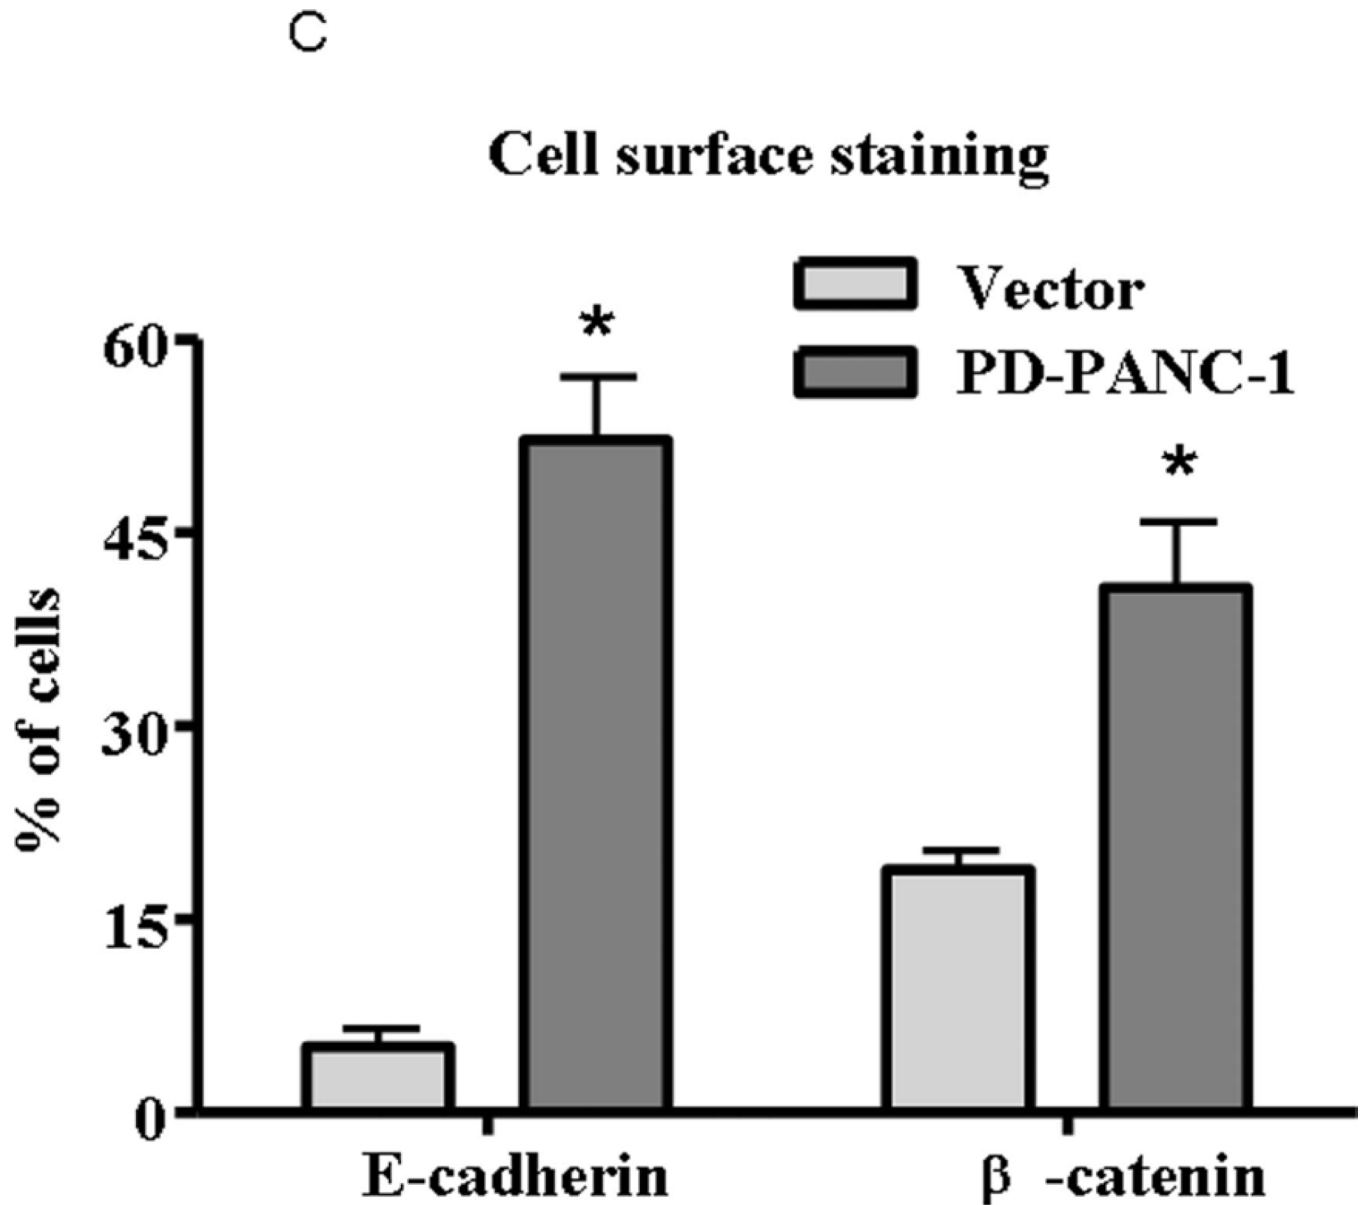 C
Cell surface staining
Vector
PD-PANC-1
*
*
60
45
30
15
0
% of cells
E-cadherin
β -catenin